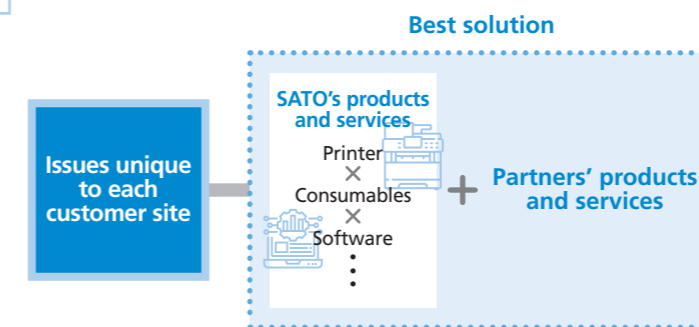 Best solution
Issues unique
to each
customer site
SATO’s products
and services
Printer
×
Consumables
×
Software
+
Partners’ products
and services